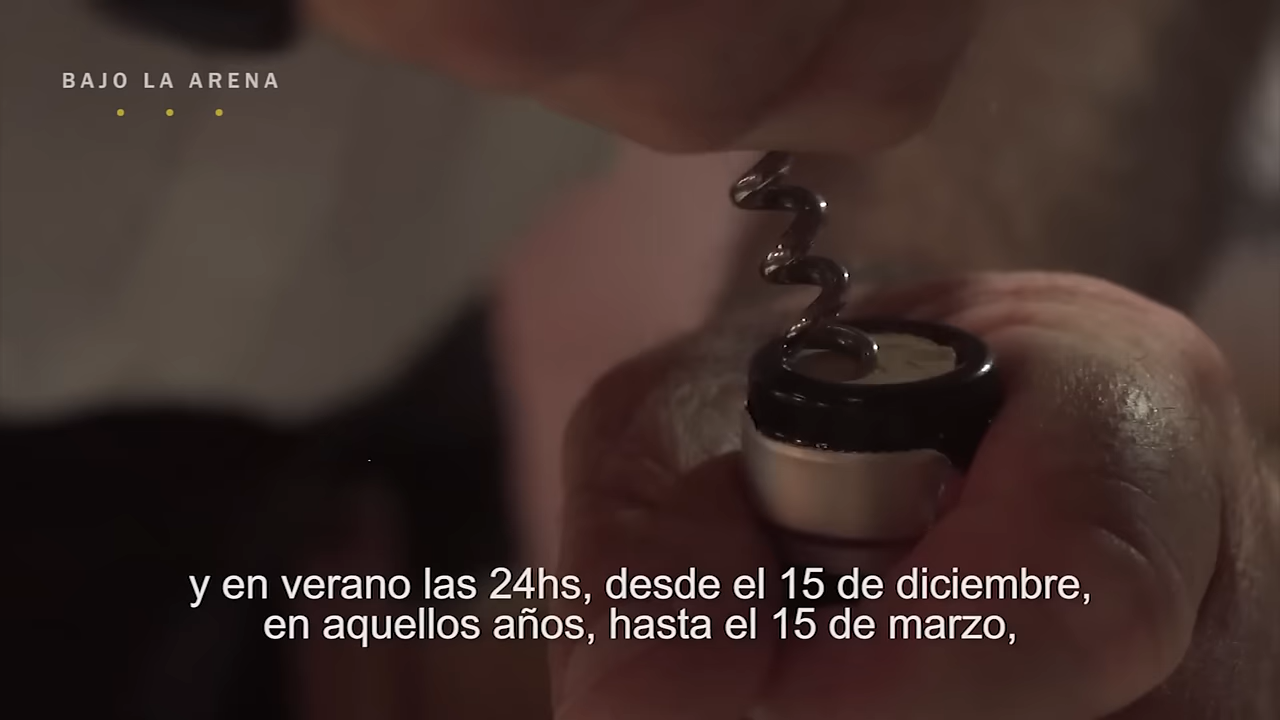 BAJO LA ARENA
y en verano las 24hs, desde el 15 de diciembre,
en aquellos años, hasta el 15 de marzo,